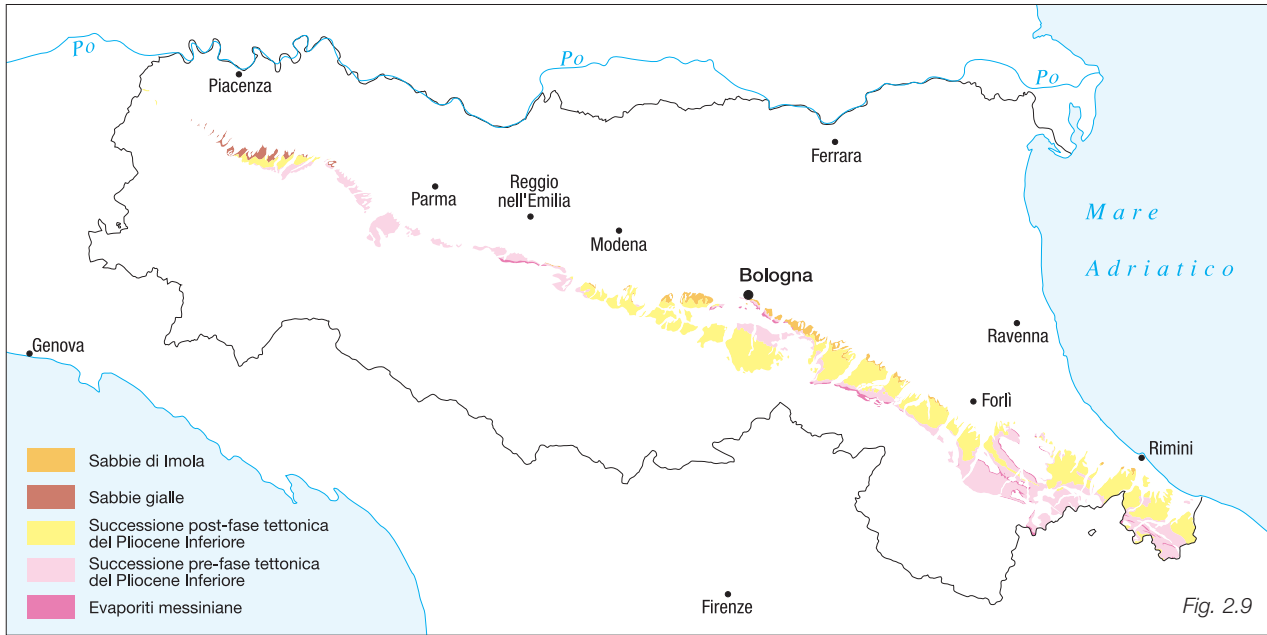 Po
Po
Po
Piacenza
Ferrara
Parma
Reggio
nell'Emilia
Modena
Mare
Adriatico
Bologna
Ravenna
Genova
Forlì
Rimini
Sabbie di Imola
Sabbie gialle
Successione post-fase tettonica
del Pliocene Inferiore
Successione pre-fase tettonica
del Pliocene Inferiore
Evaporiti messiniane
Firenze
Fig. 2.9